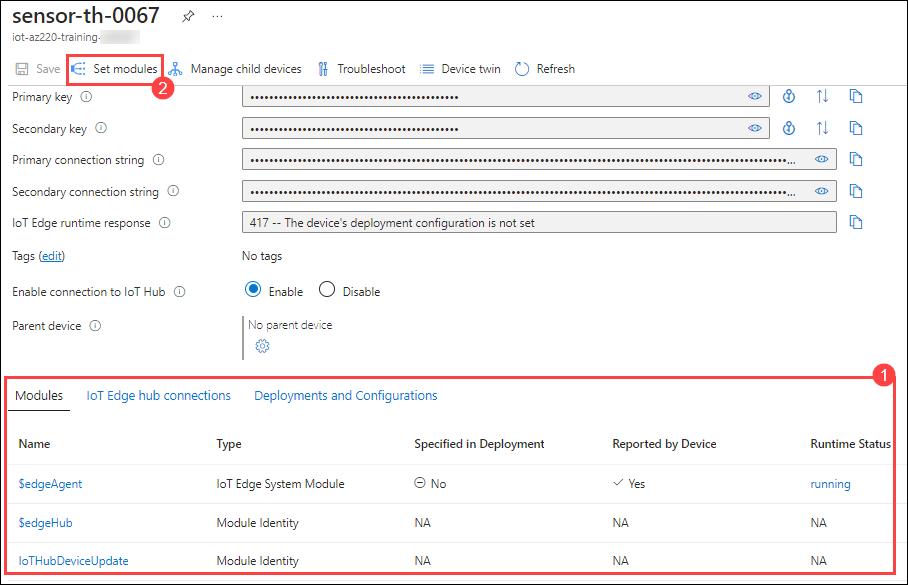 sensor-th-0067 ...
iot-az220-training-
Save Set modules Manage child devices Troubleshoot Device twin Refresh
2
Primary key
Secondary key
Primary connection string ...
Secondary connection string ...
IoT Edge runtime response 417 -- The device's deployment configuration is not set
Tags (edit) No tags
Enable connection to IoT Hub Enable Disable
Parent device No parent device
1
Modules IoT Edge hub connections Deployments and Configurations
Name Type Specified in Deployment Reported by Device Runtime Status
$edgeAgent IoT Edge System Module No Yes running
$edgeHub Module Identity NA NA NA
IoTHubDeviceUpdate Module Identity NA NA NA